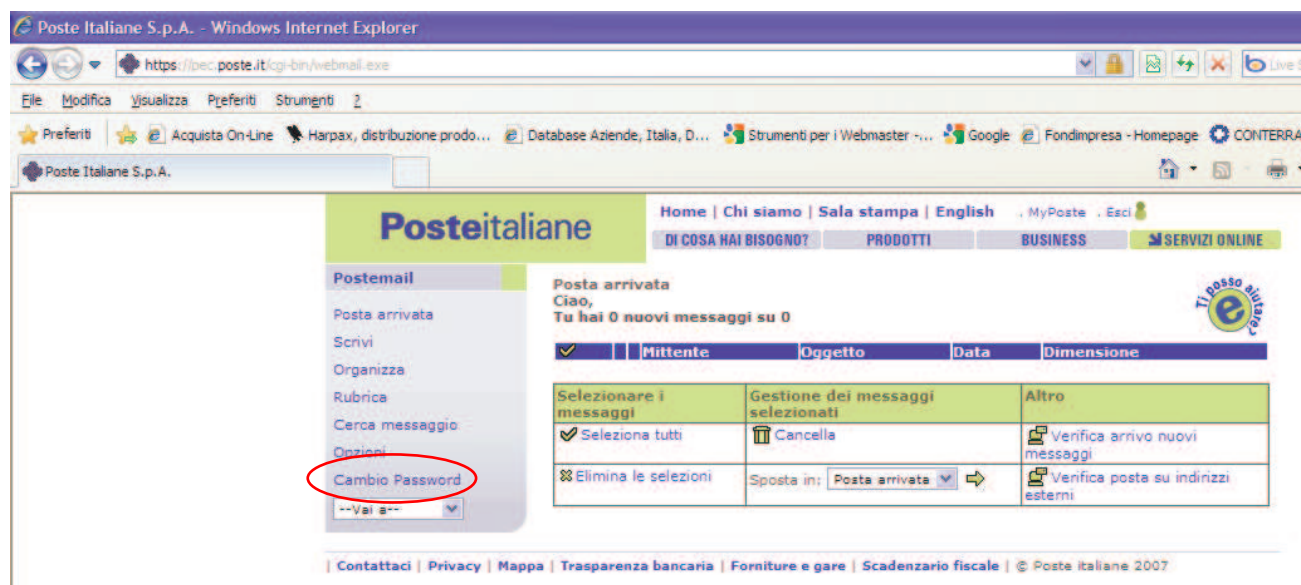 Poste Italiane S.p.A. - Windows Internet Explorer
https://pec.poste.it/cgi-bin/webmail.exe
Live
File Modifica Visualizza Preferiti Strumenti ?
Preferiti Acquista On-Line Harpax, distribuzione prodo... Database Aziende, Italia, D... Strumenti per i Webmaster -... Google Fondimpresa - Homepage CONTERRA
Poste Italiane S.p.A.
Posteitaliane
Home | Chi siamo | Sala stampa | English . MyPoste . Esci
DI COSA HAI BISOGNO? PRODOTTI BUSINESS SERVIZI ONLINE
Postemail
Posta arrivata
Scrivi
Organizza
Rubrica
Cerca messaggio
Opzioni
Cambio Password
--Vai a--
Posta arrivata
Ciao,
Tu hai 0 nuovi messaggi su 0
Ti posso aiutare?
e
Mittente Oggetto Data Dimensione
Selezionare i messaggi
Gestione dei messaggi selezionati
Altro
Seleziona tutti
Cancella
Verifica arrivo nuovi messaggi
Elimina le selezioni
Sposta in: Posta arrivata
Verifica posta su indirizzi esterni
| Contattaci | Privacy | Mappa | Trasparenza bancaria | Forniture e gare | Scadenzario fiscale | © Poste italiane 2007